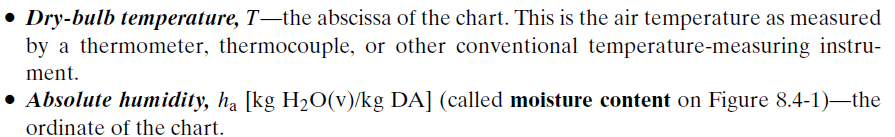 • Dry-bulb temperature, T—the abscissa of the chart. This is the air temperature as measured
by a thermometer, thermocouple, or other conventional temperature-measuring instru-
ment.
• Absolute humidity, hₐ [kg H₂O(v)/kg DA] (called moisture content on Figure 8.4-1)—the
ordinate of the chart.